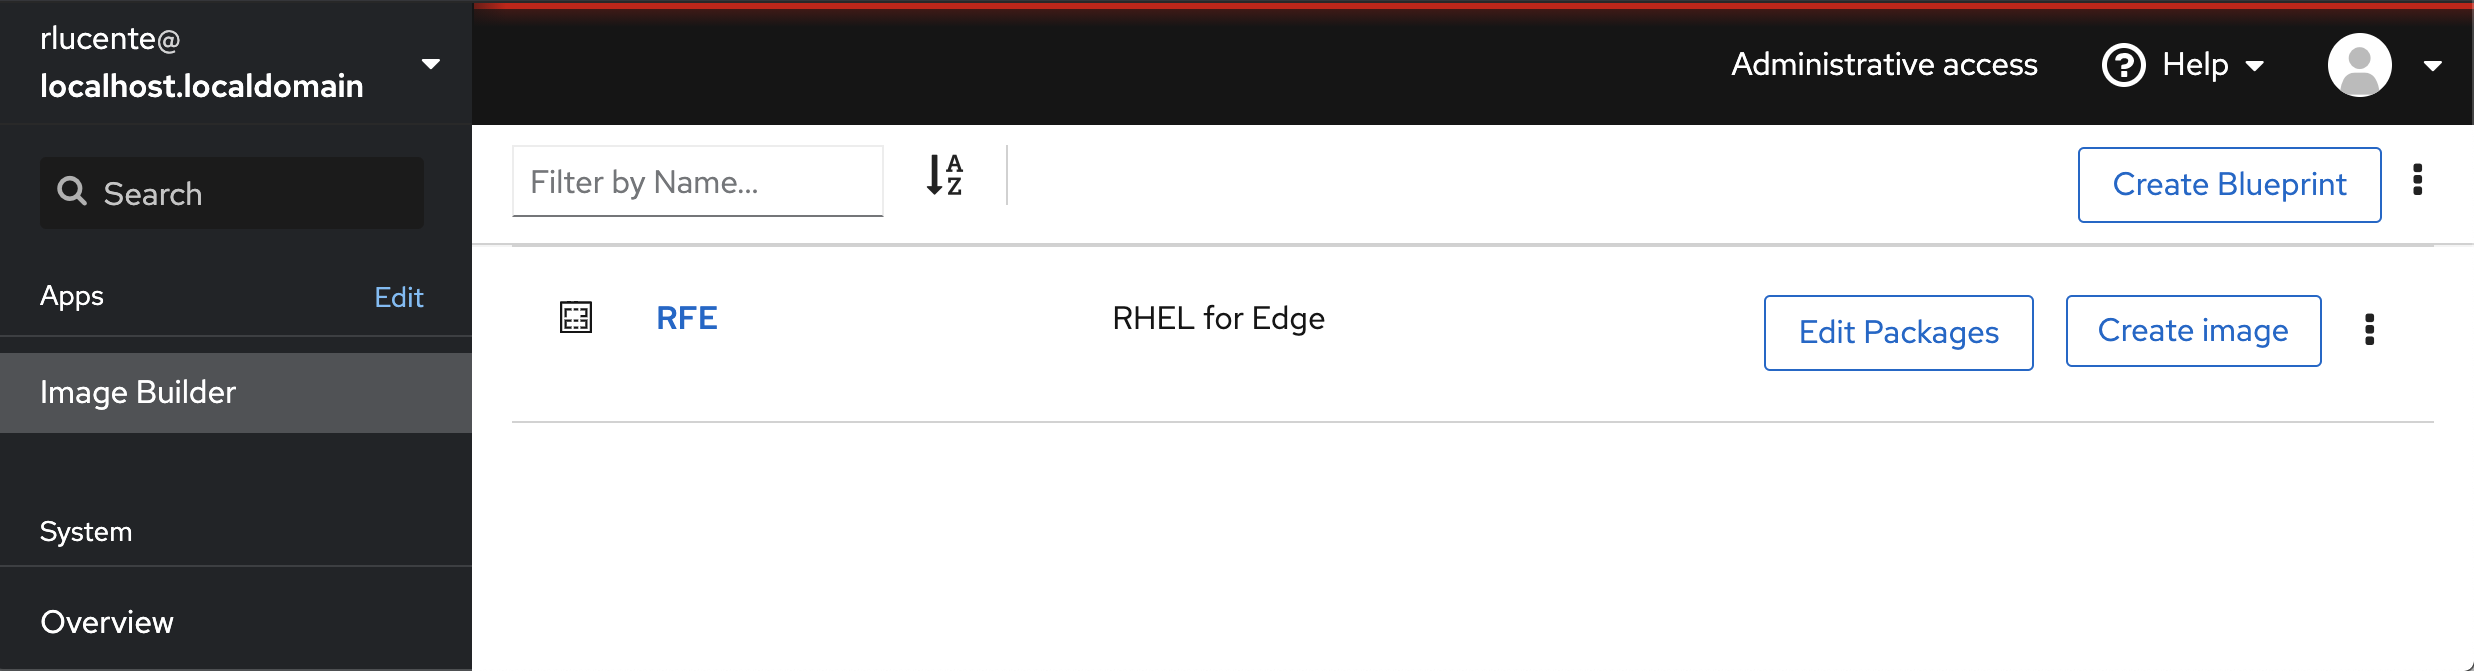 rlucente@
localhost.localdomain
Administrative access
Help
Search
Apps
Edit
Image Builder
System
Overview
Filter by Name...
A
Z
Create Blueprint
RFE
RHEL for Edge
Edit Packages
Create image